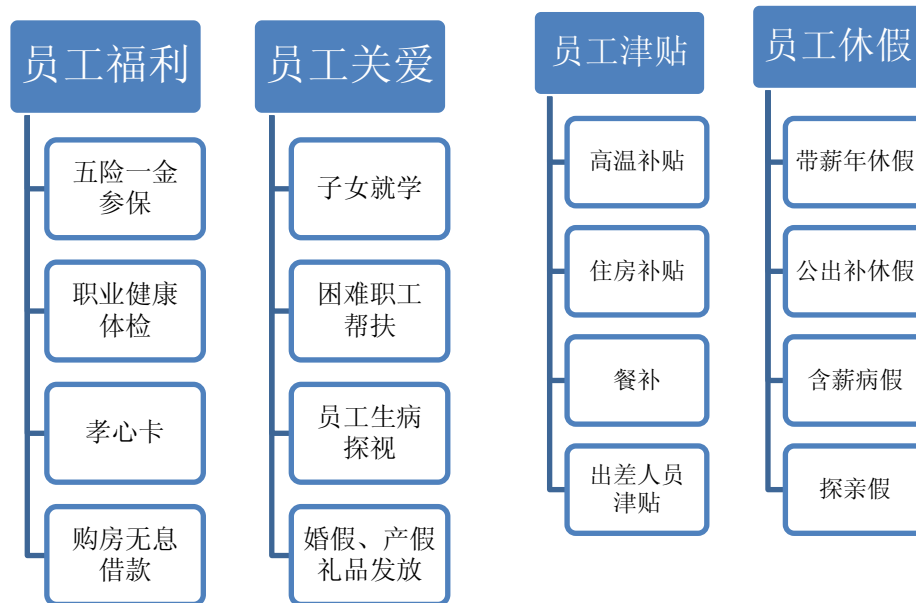 员工福利
五险一金
参保
职业健康
体检
孝心卡
购房无息
借款
员工关爱
子女就学
困难职工
帮扶
员工生病
探视
婚假、产假
礼品发放
员工津贴
高温补贴
住房补贴
餐补
出差人员
津贴
员工休假
带薪年休假
公出补休假
含薪病假
探亲假